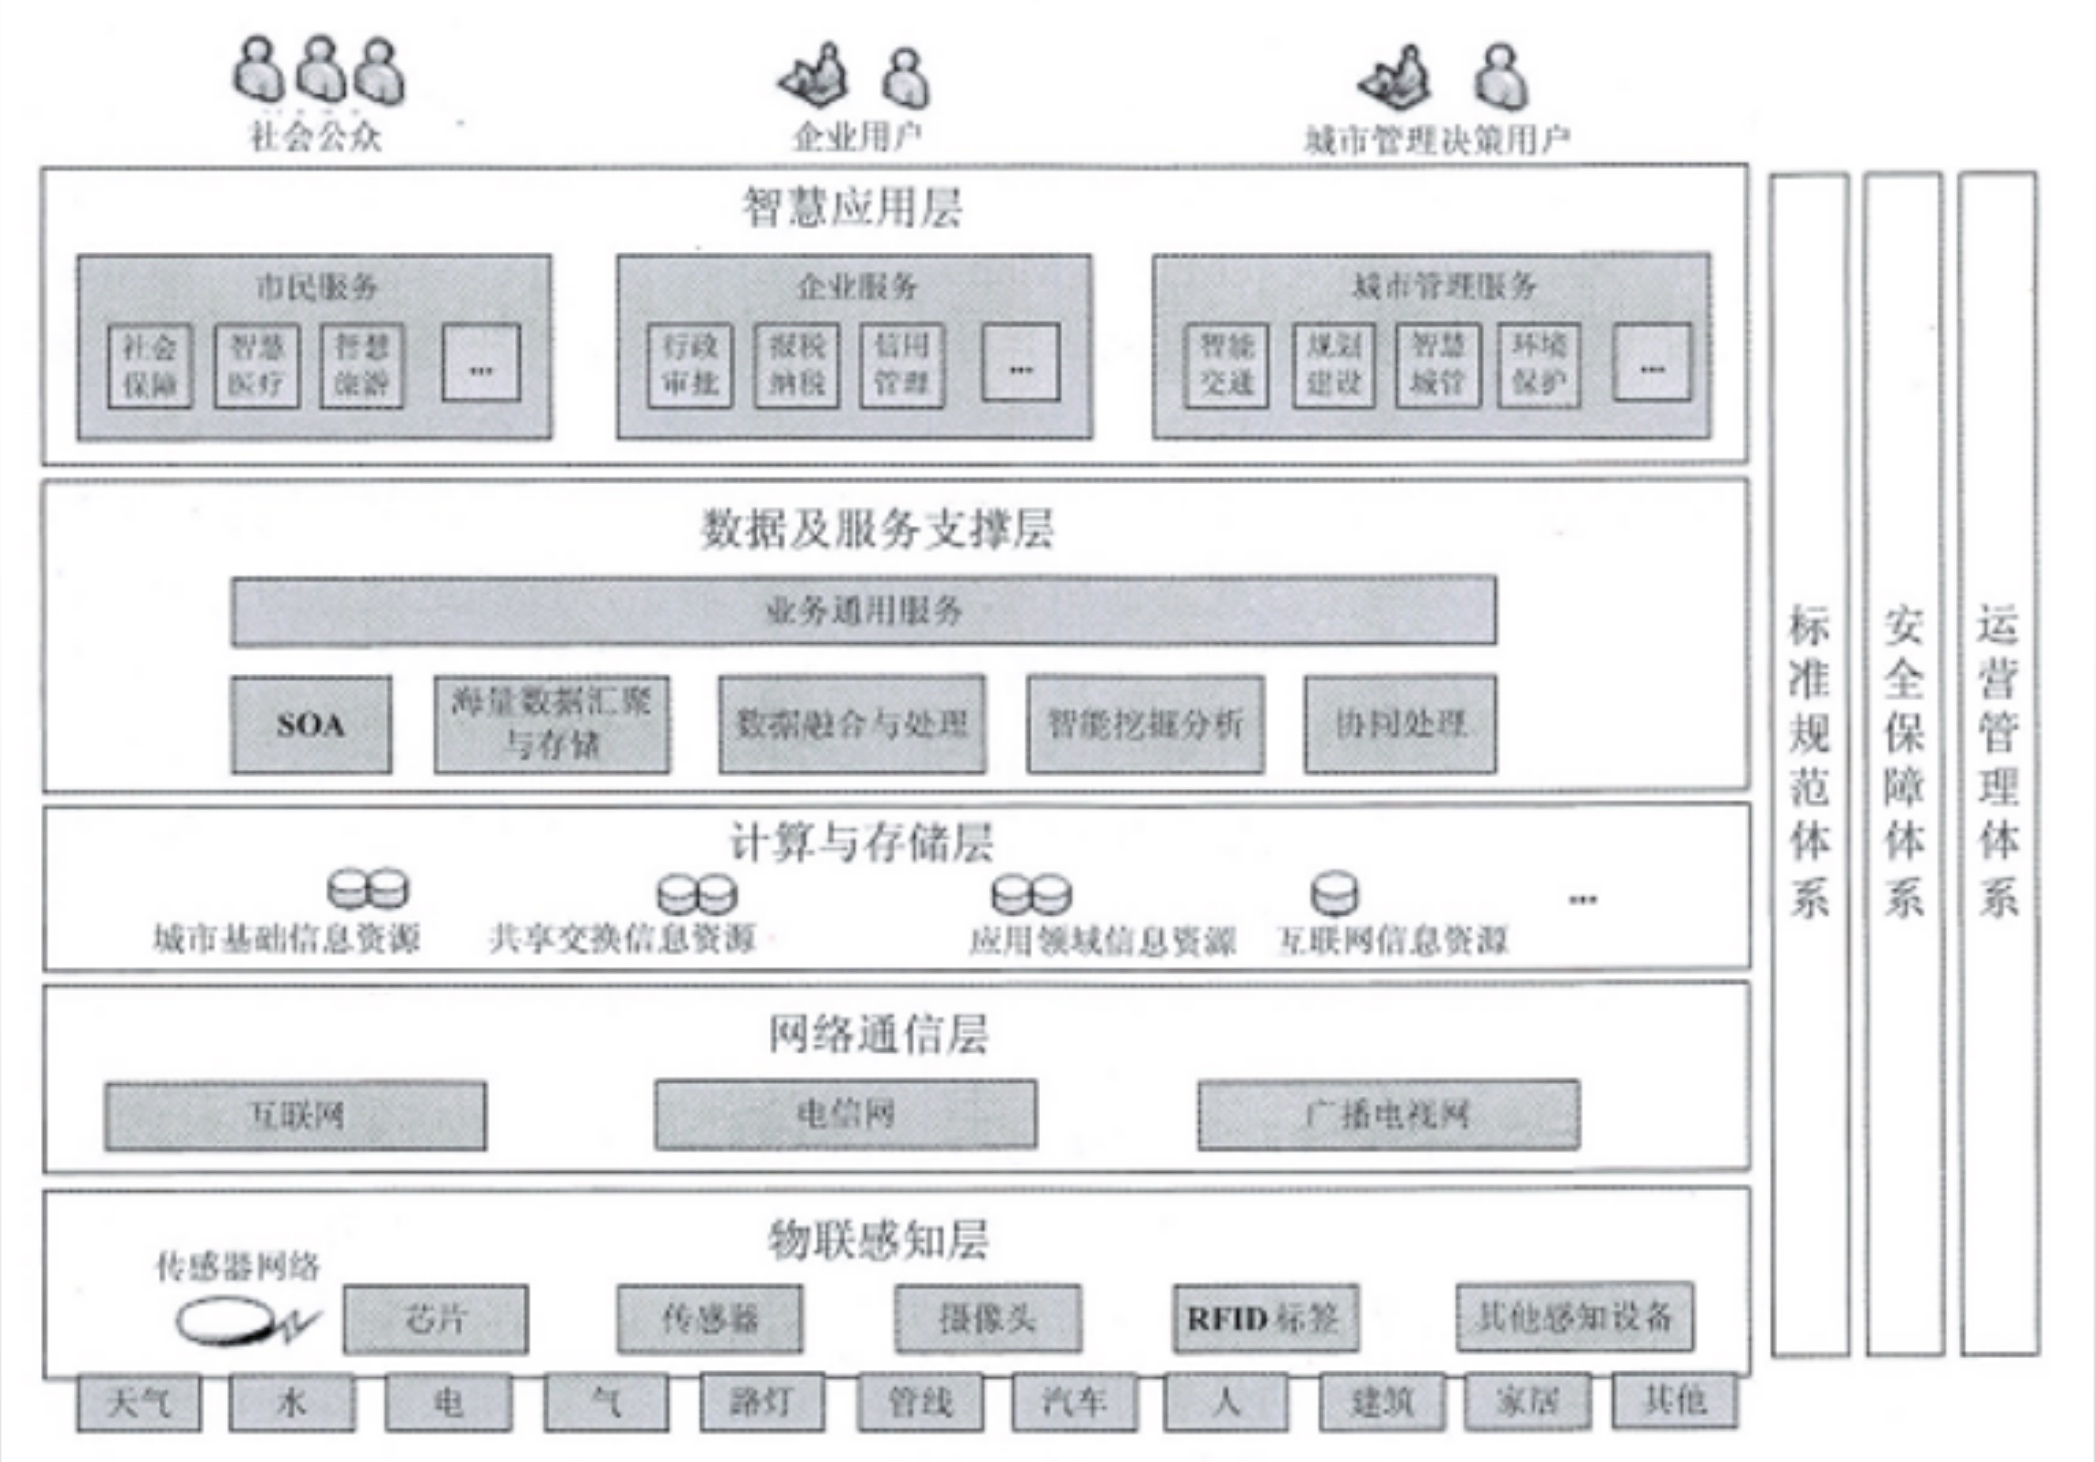 社会公众
企业用户
城市管理决策用户
智慧应用层
市民服务
社会
保障
智慧
医疗
智慧
旅游
...
企业服务
行政
审批
报税
纳税
信用
管理
...
城市管理服务
智能
交通
规划
建设
智慧
城管
环境
保护
...
数据及服务支撑层
业务通用服务
SOA
海量数据汇聚
与存储
数据融合与处理
智能挖掘分析
协同处理
计算与存储层
城市基础信息资源
共享交换信息资源
应用领域信息资源
互联网信息资源
...
网络通信层
互联网
电信网
广播电视网
物联感知层
传感器网络
芯片
传感器
摄像头
RFID 标签
其他感知设备
天气
水
电
气
路灯
管线
汽车
人
建筑
家居
其他
标准规范体系
安全保障体系
运营管理体系